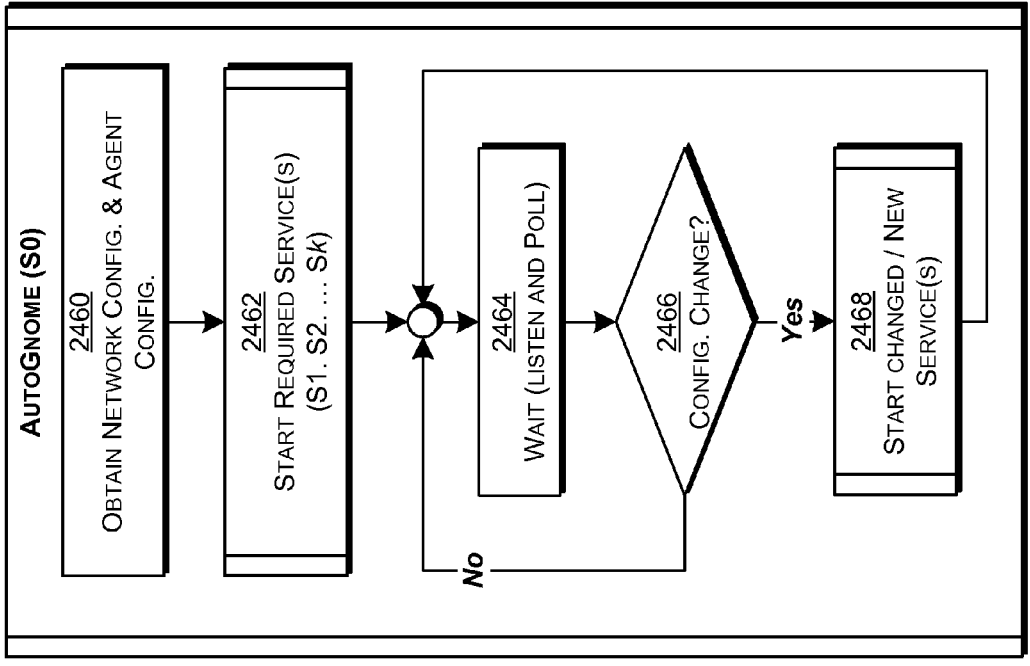 AUTOGNOME (S0)
2460
OBTAIN NETWORK CONFIG. & AGENT
CONFIG.
2462
START REQUIRED SERVICE(S)
(S1. S2. ... Sk)
2464
WAIT (LISTEN AND POLL)
2466
CONFIG. CHANGE?
No
Yes
2468
START CHANGED / NEW
SERVICE(S)